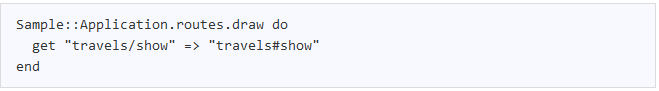 Sample::Application.routes.draw do
  get "travels/show" => "travels#show"
end